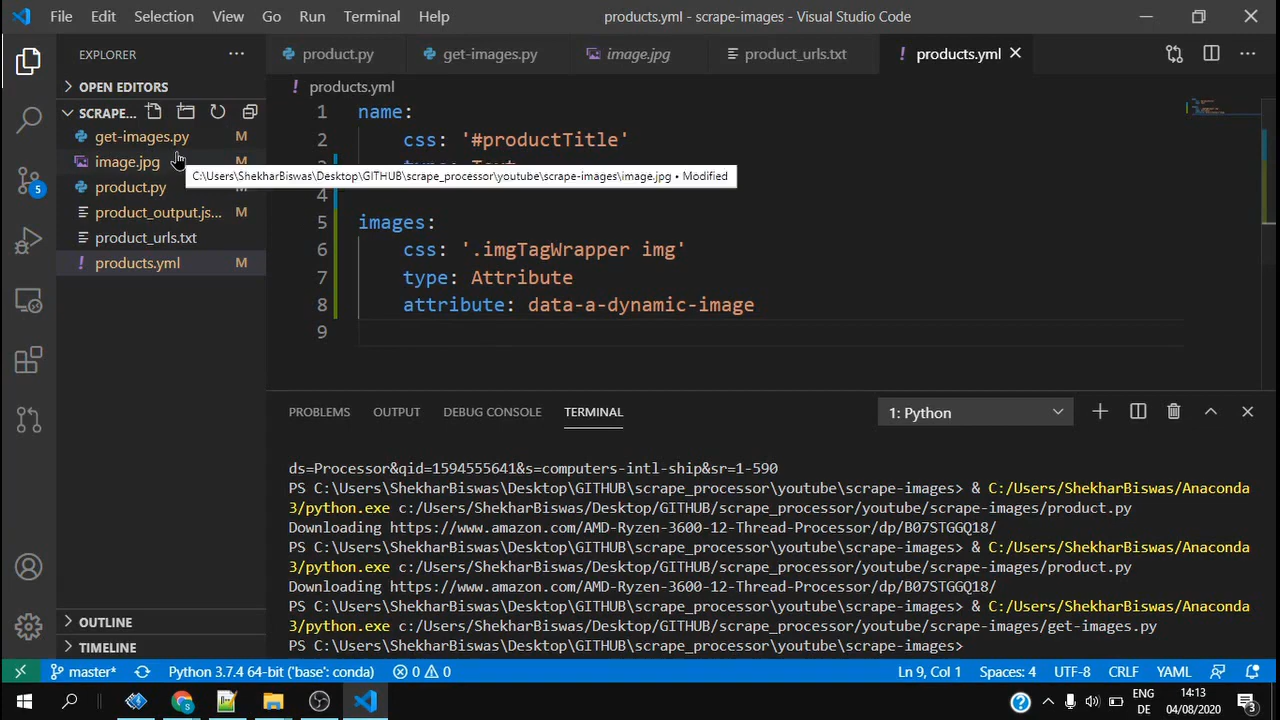 File Edit Selection View Go Run Terminal Help products.yml - scrape-images - Visual Studio Code
EXPLORER
product.py get-images.py image.jpg product_urls.txt ! products.yml
OPEN EDITORS
! products.yml
SCRAPE...
get-images.py M
image.jpg M
product.py M
product_output.js... M
product_urls.txt
! products.yml M
C:\Users\ShekharBiswas\Desktop\GITHUB\scrape_processor\youtube\scrape-images\image.jpg • Modified
1 name:
2 css: '#productTitle'
type: Text
4
5 images:
6 css: '.imgTagWrapper img'
7 type: Attribute
8 attribute: data-a-dynamic-image
9
5
PROBLEMS OUTPUT DEBUG CONSOLE TERMINAL 1: Python
ds=Processor&qid=1594555641&s=computers-intl-ship&sr=1-590
PS C:\Users\ShekharBiswas\Desktop\GITHUB\scrape_processor\youtube\scrape-images> & C:/Users/ShekharBiswas/Anaconda
3/python.exe c:/Users/ShekharBiswas/Desktop/GITHUB/scrape_processor/youtube/scrape-images/product.py
Downloading https://www.amazon.com/AMD-Ryzen-3600-12-Thread-Processor/dp/B07STGGQ18/
PS C:\Users\ShekharBiswas\Desktop\GITHUB\scrape_processor\youtube\scrape-images> & C:/Users/ShekharBiswas/Anaconda
3/python.exe c:/Users/ShekharBiswas/Desktop/GITHUB/scrape_processor/youtube/scrape-images/product.py
Downloading https://www.amazon.com/AMD-Ryzen-3600-12-Thread-Processor/dp/B07STGGQ18/
PS C:\Users\ShekharBiswas\Desktop\GITHUB\scrape_processor\youtube\scrape-images> & C:/Users/ShekharBiswas/Anaconda
3/python.exe c:/Users/ShekharBiswas/Desktop/GITHUB/scrape_processor/youtube/scrape-images/get-images.py
PS C:\Users\ShekharBiswas\Desktop\GITHUB\scrape_processor\youtube\scrape-images>
OUTLINE
TIMELINE
master* Python 3.7.4 64-bit ('base': conda) 0 0 Ln 9, Col 1 Spaces: 4 UTF-8 CRLF YAML
ENG
DE
14:13
04/08/2020
3